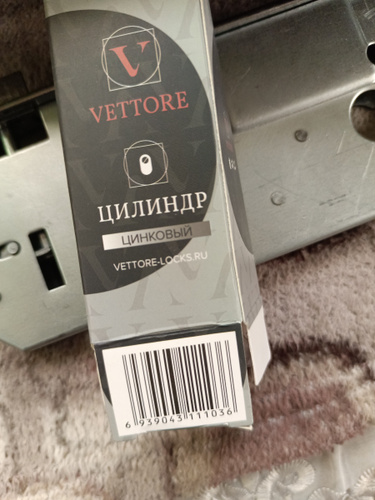 V
VETTORE
ЦИЛИНДР
ЦИНКОВЫЙ
VETTORE-LOCKS.RU
6 939043 111036